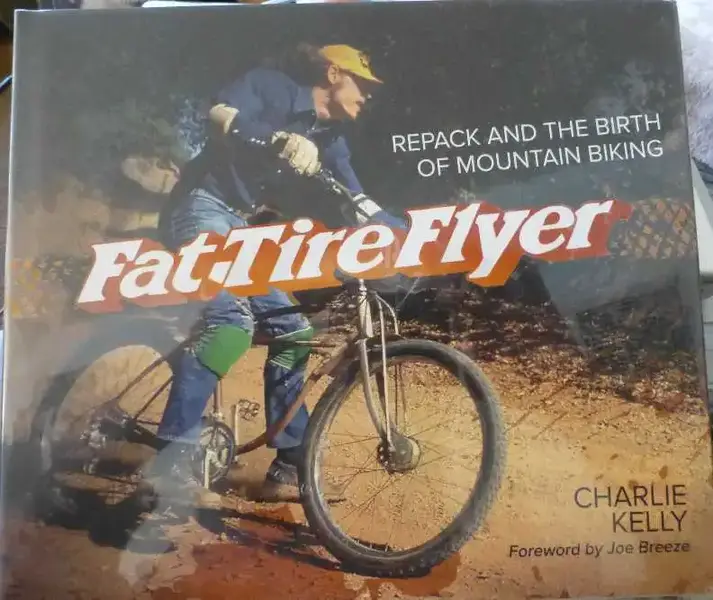 REPACK AND THE BIRTH
OF MOUNTAIN BIKING
Fat Tire Flyer
CHARLIE
KELLY
Foreword by Joe Breeze